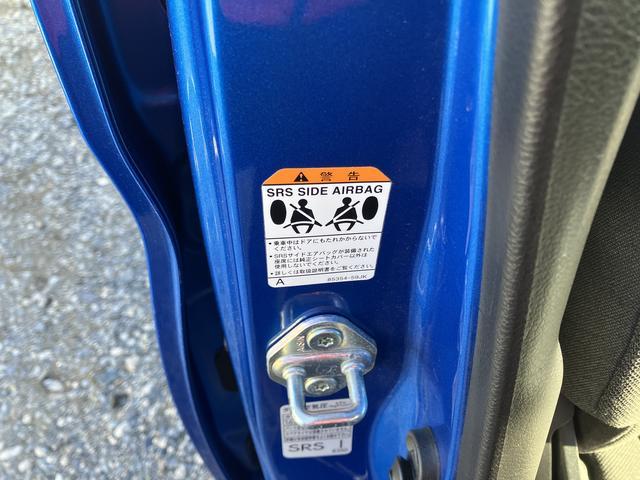 警告
SRS SIDE AIRBAG
・乗車中はドアにもたれかからないで
ください。
・SRSサイドエアバッグが装備された
座席には純正シートカバー以外は
使用しないでください。
・詳しくは取扱説明書をご覧ください。
A 85354-59JK
SRS I